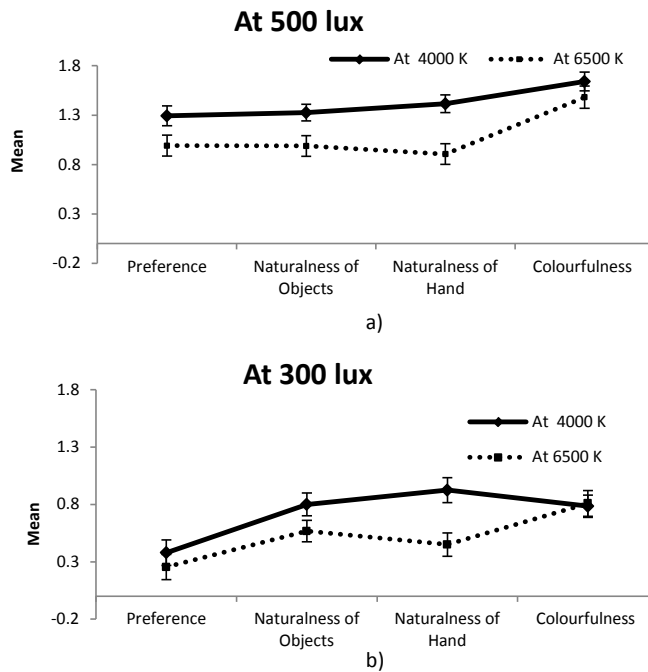 At 500 lux
At 4000 K
At 6500 K
1.8
1.3
0.8
0.3
-0.2
Mean
Preference
Naturalness of
Objects
Naturalness of
Hand
Colourfulness
a)
At 300 lux
At 4000 K
At 6500 K
1.8
1.3
0.8
0.3
-0.2
Mean
Preference
Naturalness of
Objects
Naturalness of
Hand
Colourfulness
b)